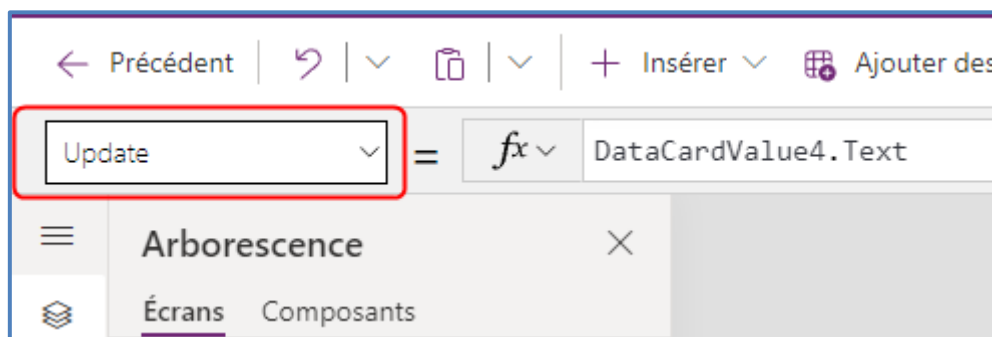 Précédent Insérer Ajouter des
Update = fx DataCardValue4.Text
Arborescence
Écrans Composants